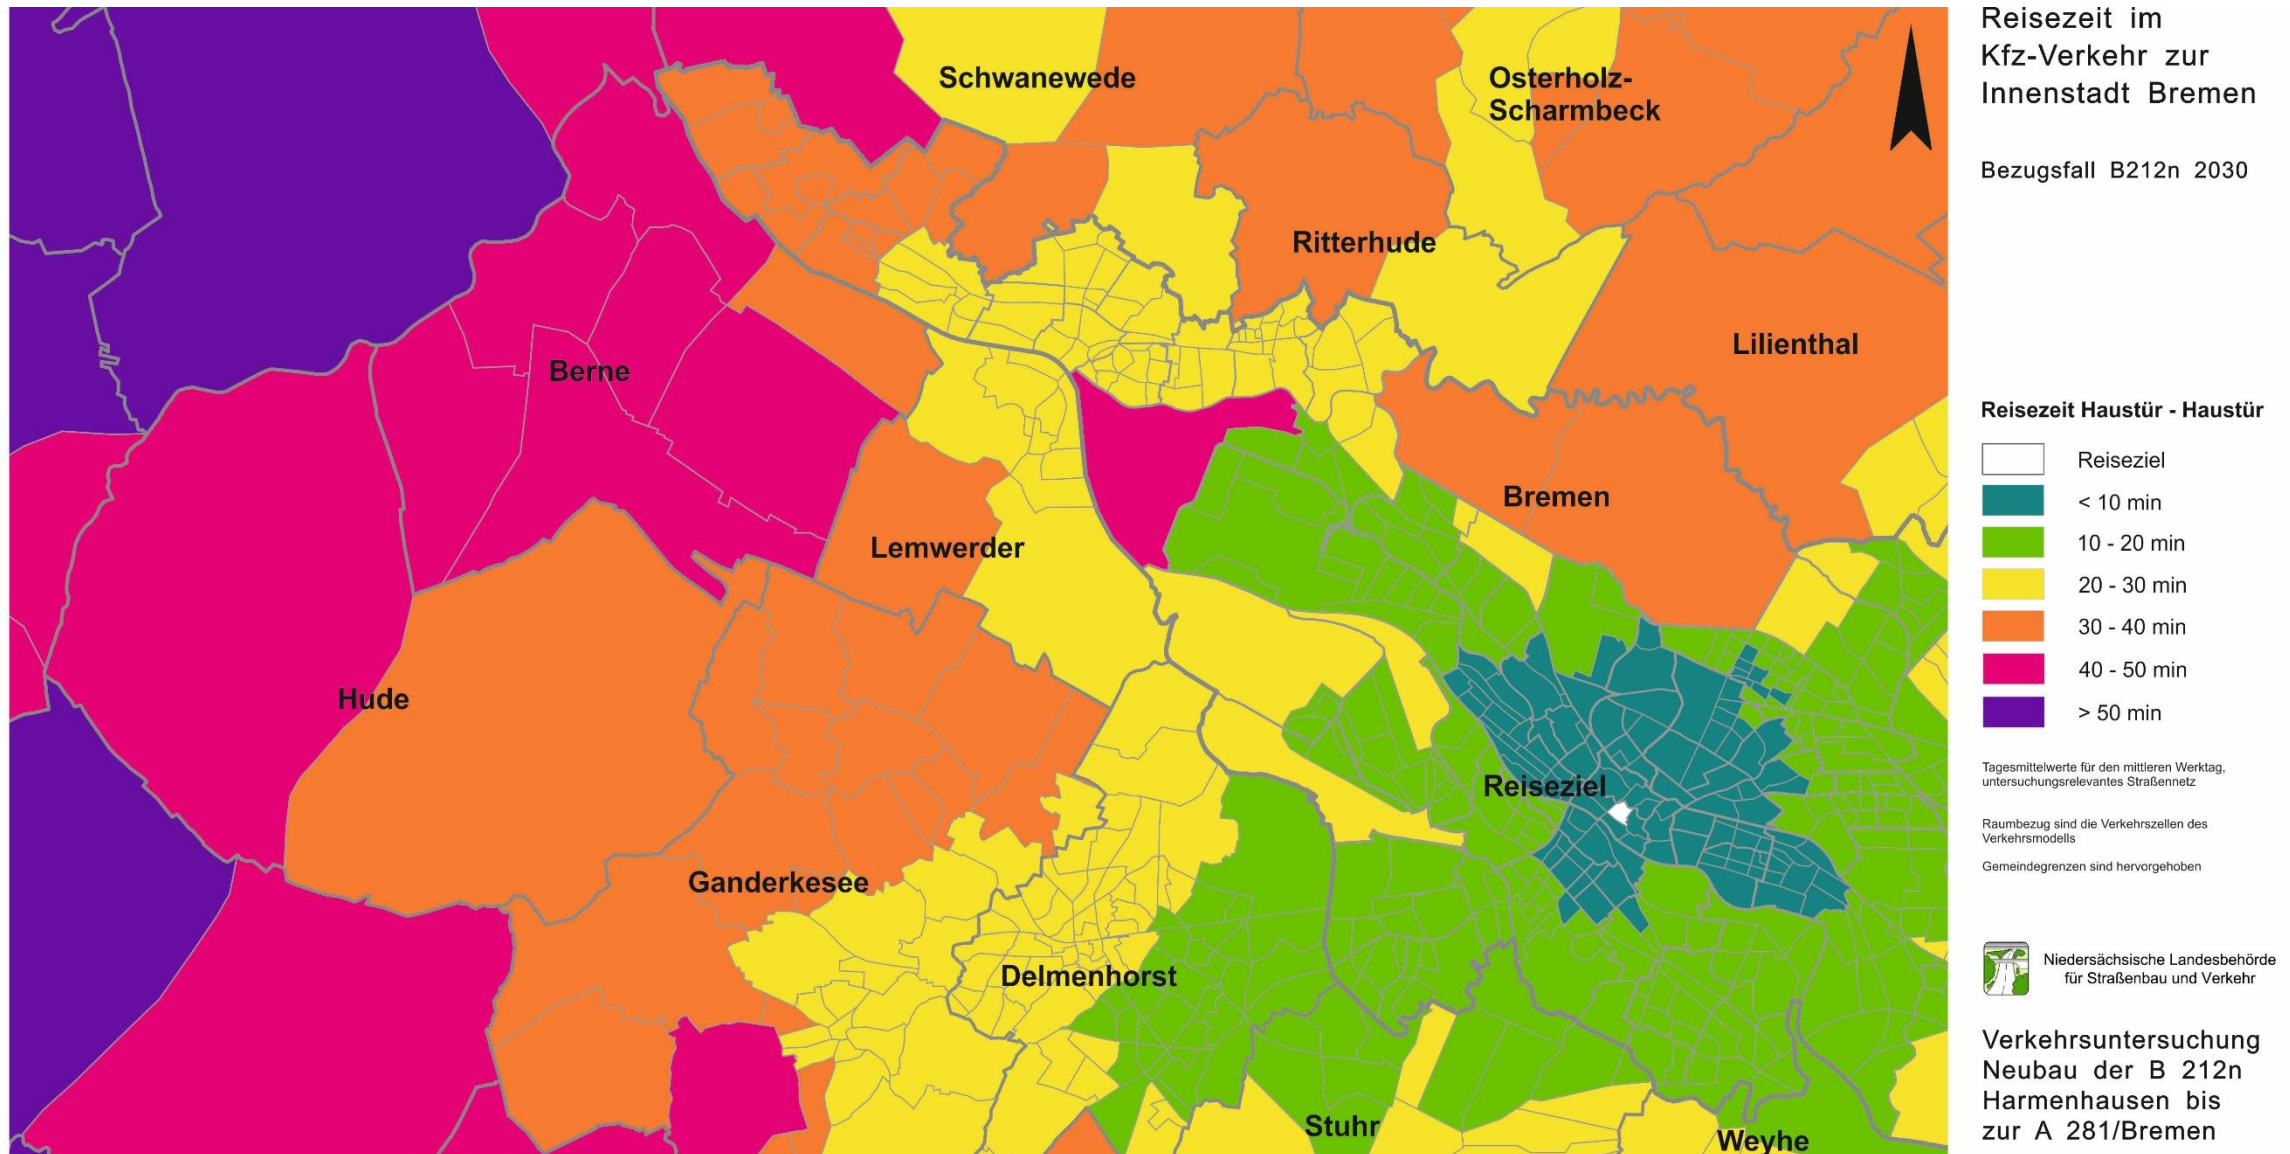 Reisezeit im
Kfz-Verkehr zur
Innenstadt Bremen
Bezugsfall B212n 2030
Schwanewede
Osterholz-
Scharmbeck
Ritterhude
Lilienthal
Berne
Bremen
Lemwerder
Hude
Reiseziel
Ganderkesee
Delmenhorst
Stuhr
Weyhe
Reisezeit Haustür - Haustür
Reiseziel
< 10 min
10 - 20 min
20 - 30 min
30 - 40 min
40 - 50 min
> 50 min
Tagesmittelwerte für den mittleren Werktag,
untersuchungsrelevantes Straßennetz
Raumbezug sind die Verkehrszellen des
Verkehrsmodells
Gemeindegrenzen sind hervorgehoben
Niedersächsische Landesbehörde
für Straßenbau und Verkehr
Verkehrsuntersuchung
Neubau der B 212n
Harmenhausen bis
zur A 281/Bremen